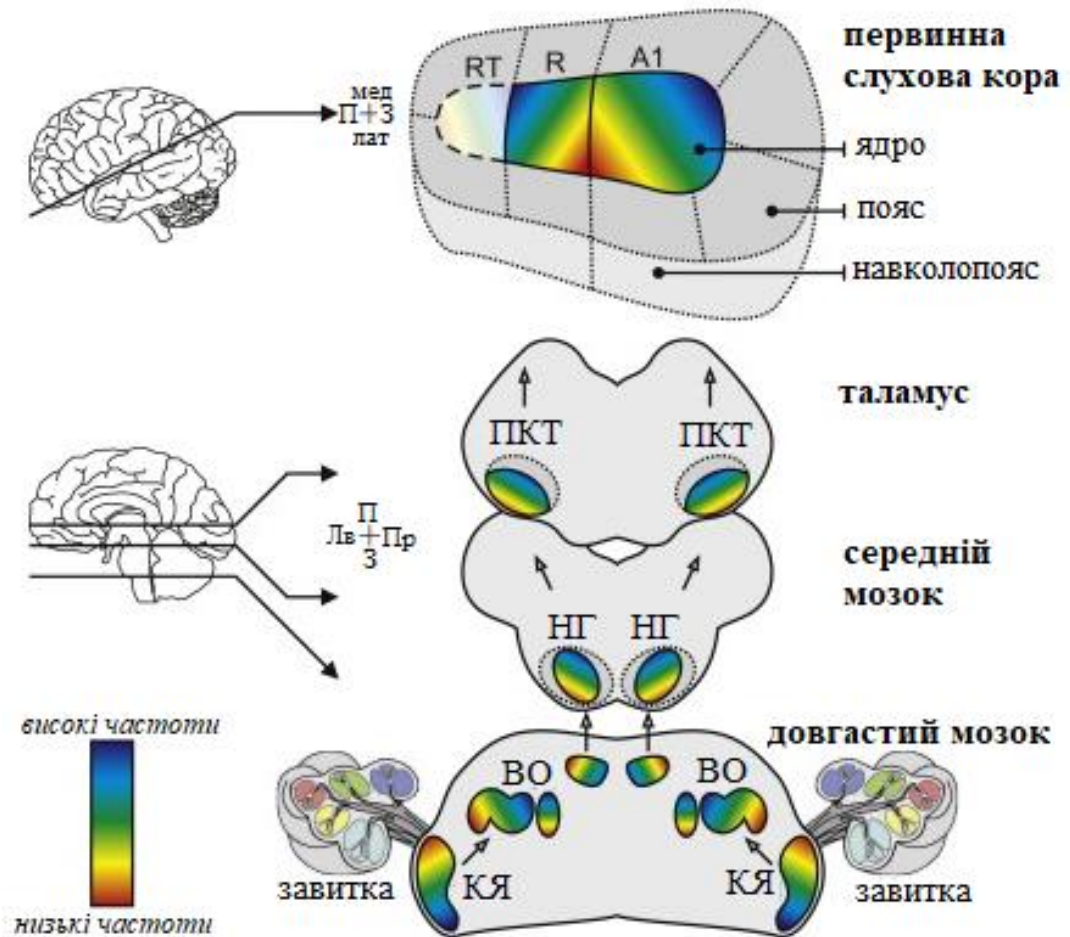 первинна
слухова кора
RT R A1
мед
П+З
лат
ядро
пояс
навколопояс
таламус
ПКТ ПКТ
П
Лв+Пр
З
середній
мозок
НГ НГ
високі частоти
довгастий мозок
ВО ВО
КЯ КЯ
завитка завитка
низькі частоти